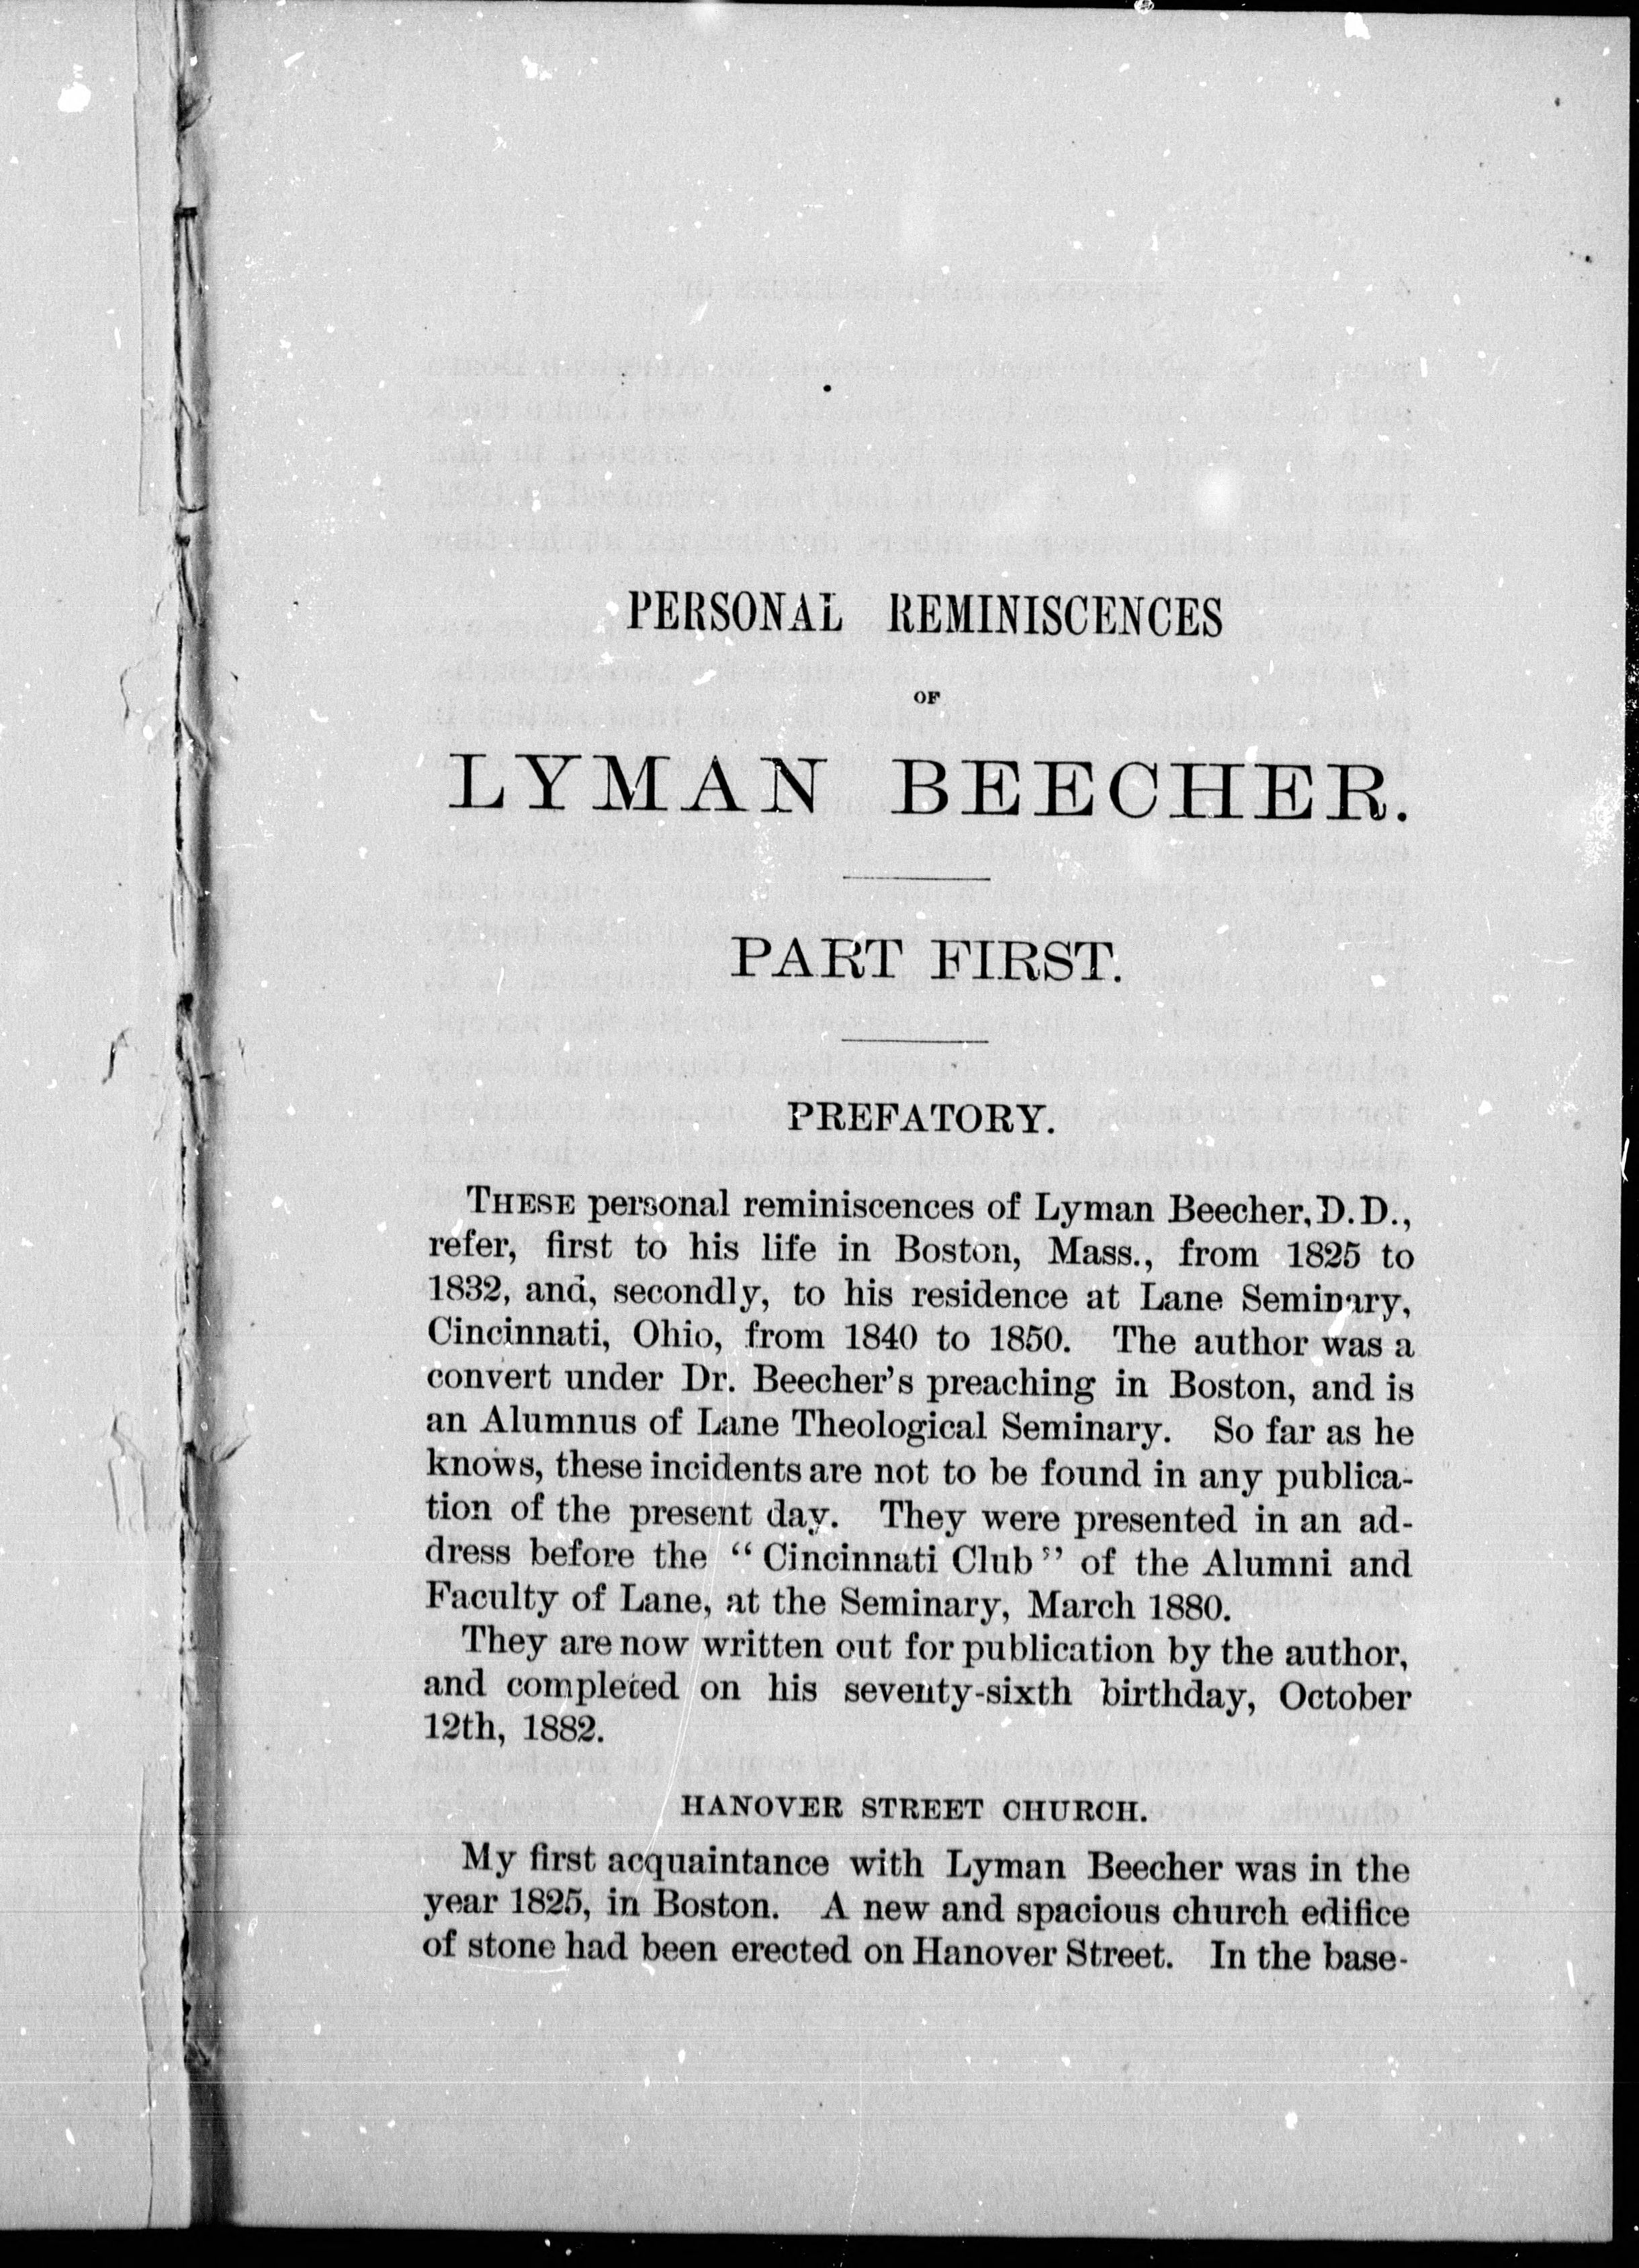 PERSONAL REMINISCENCES
OF
LYMAN BEECHER.
PART FIRST.
PREFATORY.
THESE personal reminiscences of Lyman Beecher, D.D.,
refer, first to his life in Boston, Mass., from 1825 to
1832, and, secondly, to his residence at Lane Seminary,
Cincinnati, Ohio, from 1840 to 1850. The author was a
convert under Dr. Beecher's preaching in Boston, and is
an Alumnus of Lane Theological Seminary. So far as he
knows, these incidents are not to be found in any publica-
tion of the present day. They were presented in an ad-
dress before the "Cincinnati Club" of the Alumni and
Faculty of Lane, at the Seminary, March 1880.
They are now written out for publication by the author,
and completed on his seventy-sixth birthday, October
12th, 1882.
HANOVER STREET CHURCH.
My first acquaintance with Lyman Beecher was in the
year 1825, in Boston. A new and spacious church edifice
of stone had been erected on Hanover Street. In the base-